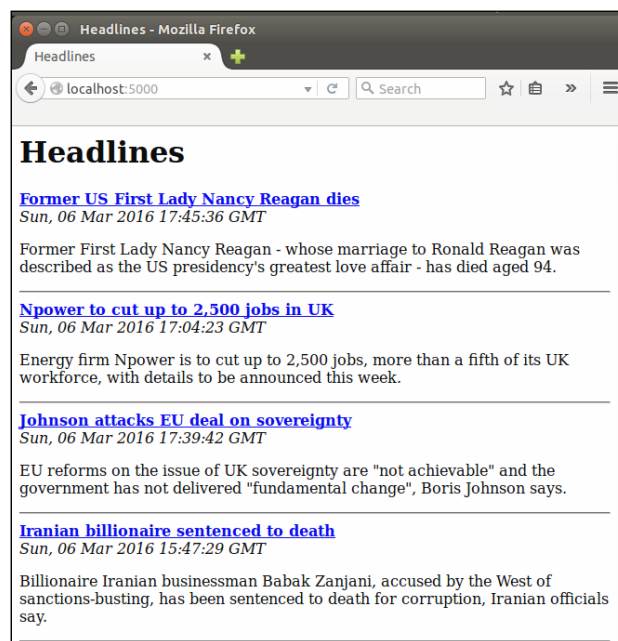 Headlines - Mozilla Firefox
Headlines
localhost:5000
Search
Headlines
Former US First Lady Nancy Reagan dies
Sun, 06 Mar 2016 17:45:36 GMT
Former First Lady Nancy Reagan - whose marriage to Ronald Reagan was
described as the US presidency's greatest love affair - has died aged 94.
Npower to cut up to 2,500 jobs in UK
Sun, 06 Mar 2016 17:04:23 GMT
Energy firm Npower is to cut up to 2,500 jobs, more than a fifth of its UK
workforce, with details to be announced this week.
Johnson attacks EU deal on sovereignty
Sun, 06 Mar 2016 17:39:42 GMT
EU reforms on the issue of UK sovereignty are "not achievable" and the
government has not delivered "fundamental change", Boris Johnson says.
Iranian billionaire sentenced to death
Sun, 06 Mar 2016 15:47:29 GMT
Billionaire Iranian businessman Babak Zanjani, accused by the West of
sanctions-busting, has been sentenced to death for corruption, Iranian officials
say.